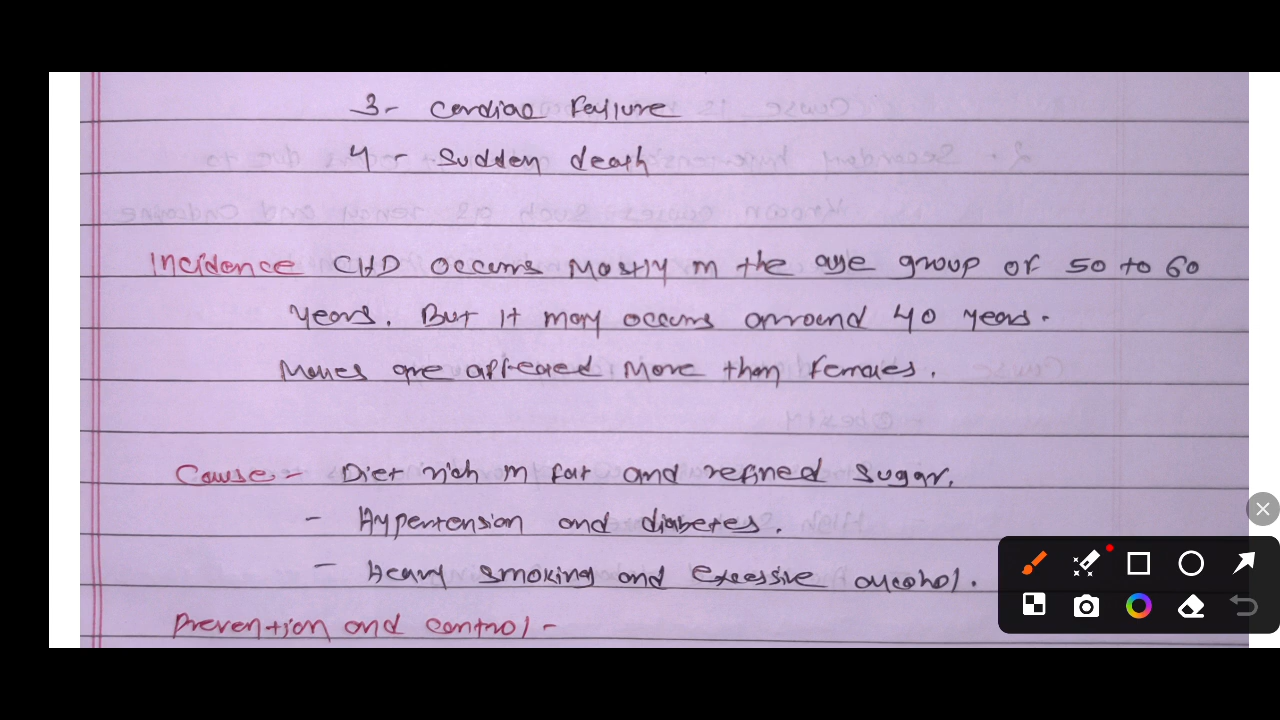 3- Cardiac Failure
4- Sudden death
Incidence CHD occurs Mostly in the age group of 50 to 60
years. But it may occurs arround 40 years.
Males are affected More than females.
Cause - Diet rich in fat and refined Sugar.
- Hypertension and diabetes.
- Heavy smoking and excessive alcohol.
Prevention and control -